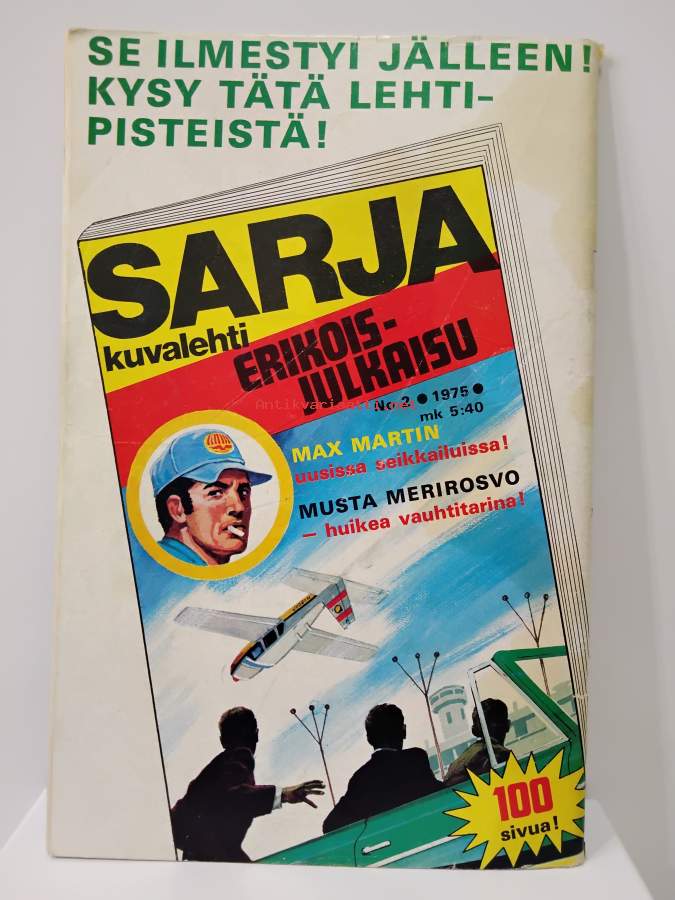 SE ILMESTYI JÄLLEEN!
KYSY TÄTÄ LEHTI-
PISTEISTÄ!
SARJA
kuvalehti
ERIKOIS-
JULKAISU
No 2 • 1975 •
mk 5:40
MAX MARTIN
uusissa seikkailuissa!
MUSTA MERIROSVO
— huikea vauhtitarina!
100
sivua!